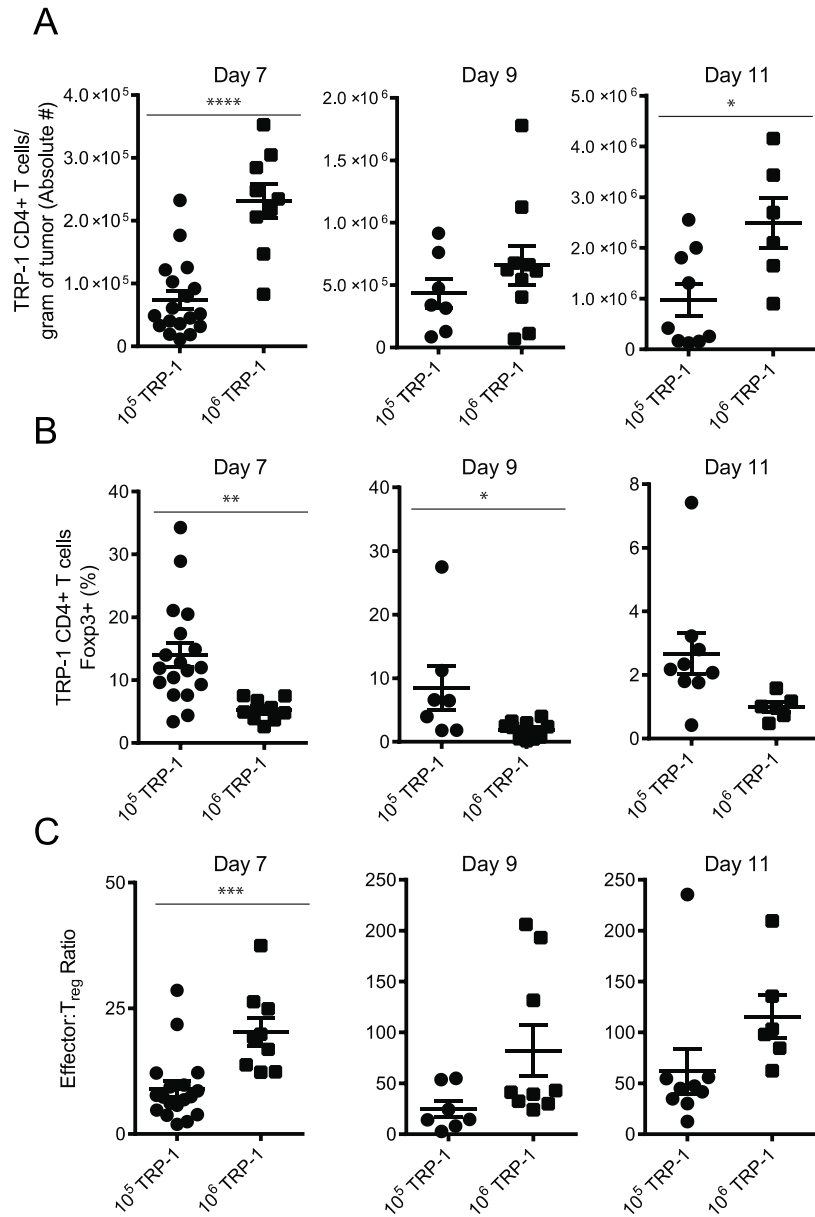 A
Day 7
Day 9
Day 11
TRP-1 CD4+ T cells/
gram of tumor (Absolute #)
4.0 ×10⁵
3.0 ×10⁵
2.0 ×10⁵
1.0 ×10⁵
0
****
10⁵ TRP-1
10⁶ TRP-1
2.0 ×10⁶
1.5 ×10⁶
1.0 ×10⁶
5.0 ×10⁵
0
10⁵ TRP-1
10⁶ TRP-1
5.0 ×10⁶
4.0 ×10⁶
3.0 ×10⁶
2.0 ×10⁶
1.0 ×10⁶
0
*
10⁵ TRP-1
10⁶ TRP-1
B
Day 7
Day 9
Day 11
TRP-1 CD4+ T cells
Foxp3+ (%)
40
30
20
10
0
**
10⁵ TRP-1
10⁶ TRP-1
40
30
20
10
0
*
10⁵ TRP-1
10⁶ TRP-1
8
6
4
2
0
10⁵ TRP-1
10⁶ TRP-1
C
Day 7
Day 9
Day 11
Effector:Treg Ratio
50
25
0
***
10⁵ TRP-1
10⁶ TRP-1
250
200
150
100
50
0
10⁵ TRP-1
10⁶ TRP-1
250
200
150
100
50
0
10⁵ TRP-1
10⁶ TRP-1